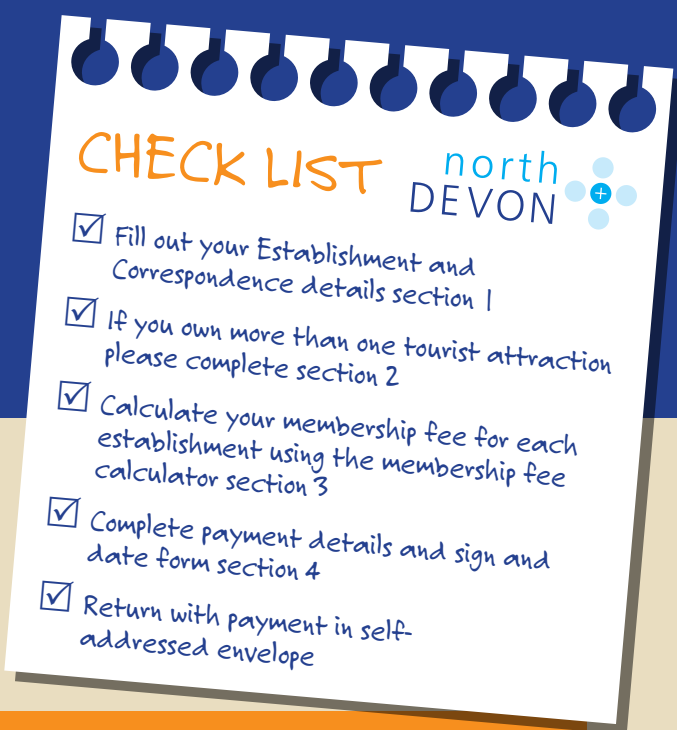 CHECK LIST
north
DEVON
Fill out your Establishment and
Correspondence details section 1
If you own more than one tourist attraction
please complete section 2
Calculate your membership fee for each
establishment using the membership fee
calculator section 3
Complete payment details and sign and
date form section 4
Return with payment in self-
addressed envelope